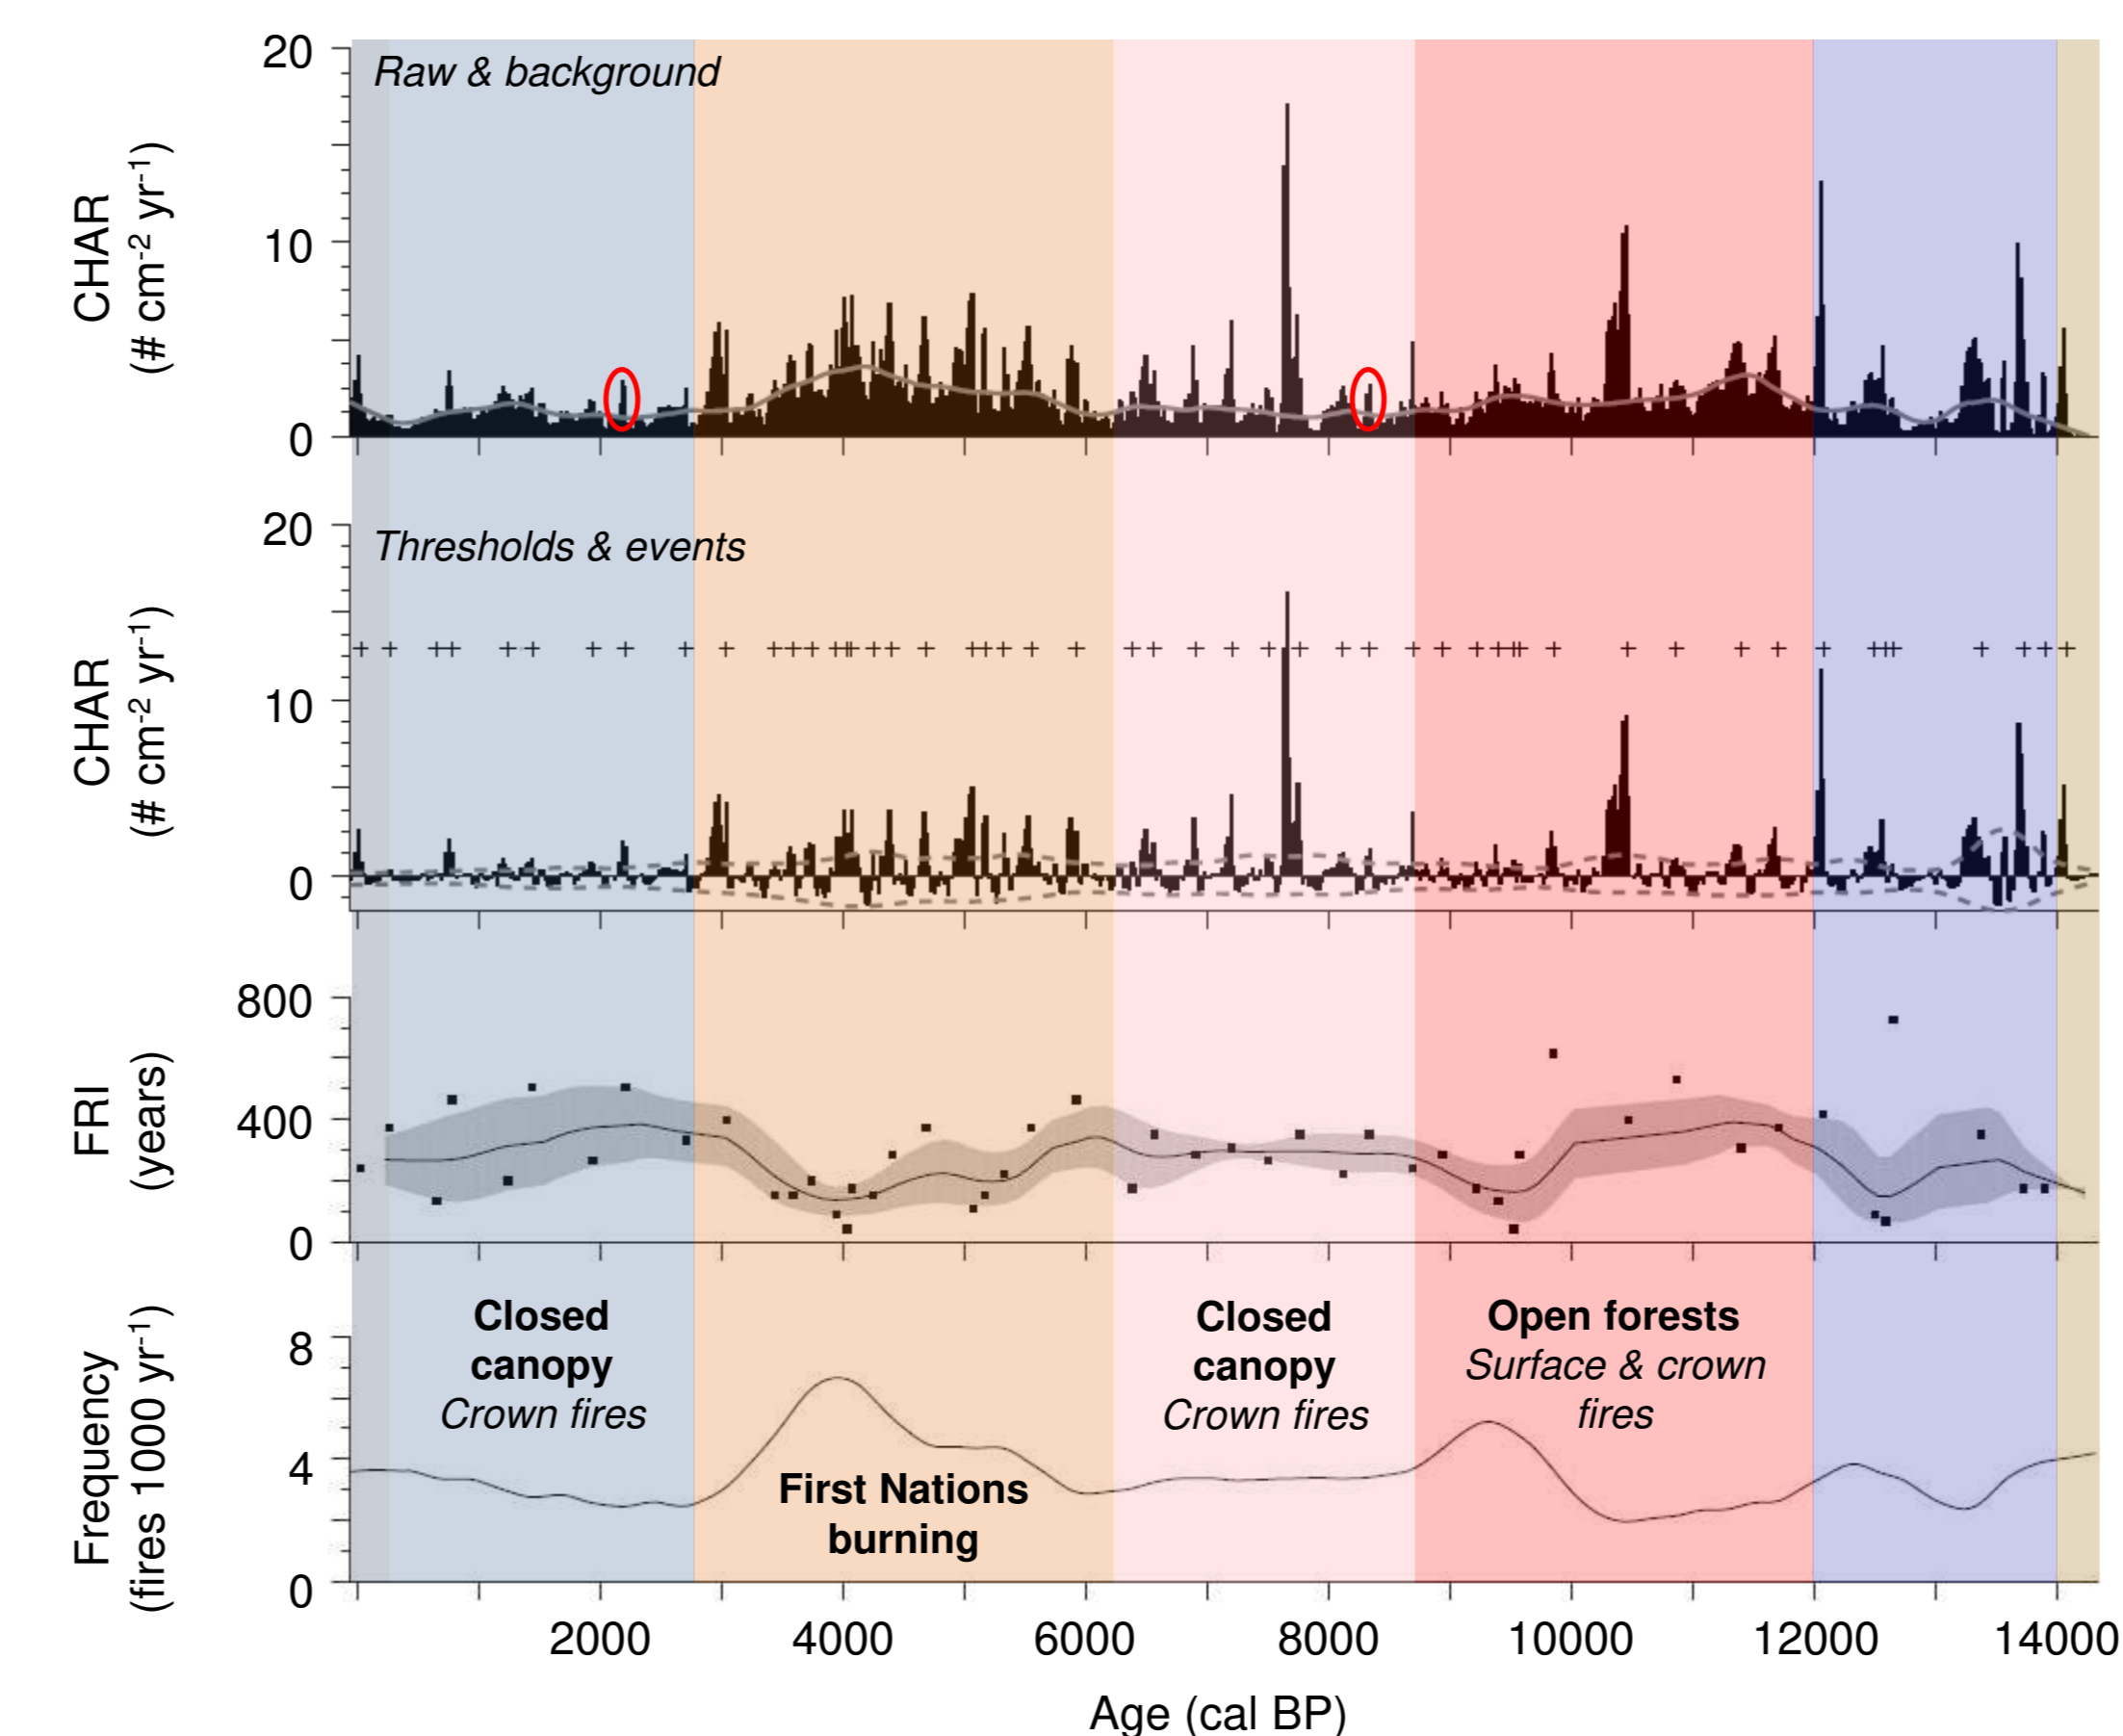 20
Raw & background
CHAR
(# cm-2 yr-1)
10
0
20
Thresholds & events
CHAR
(# cm-2 yr-1)
10
0
800
FRI
(years)
400
0
Frequency
(fires 1000 yr-1)
8
4
0
Closed
canopy
Crown fires
First Nations
burning
Closed
canopy
Crown fires
Open forests
Surface & crown
fires
2000 4000 6000 8000 10000 12000 14000
Age (cal BP)